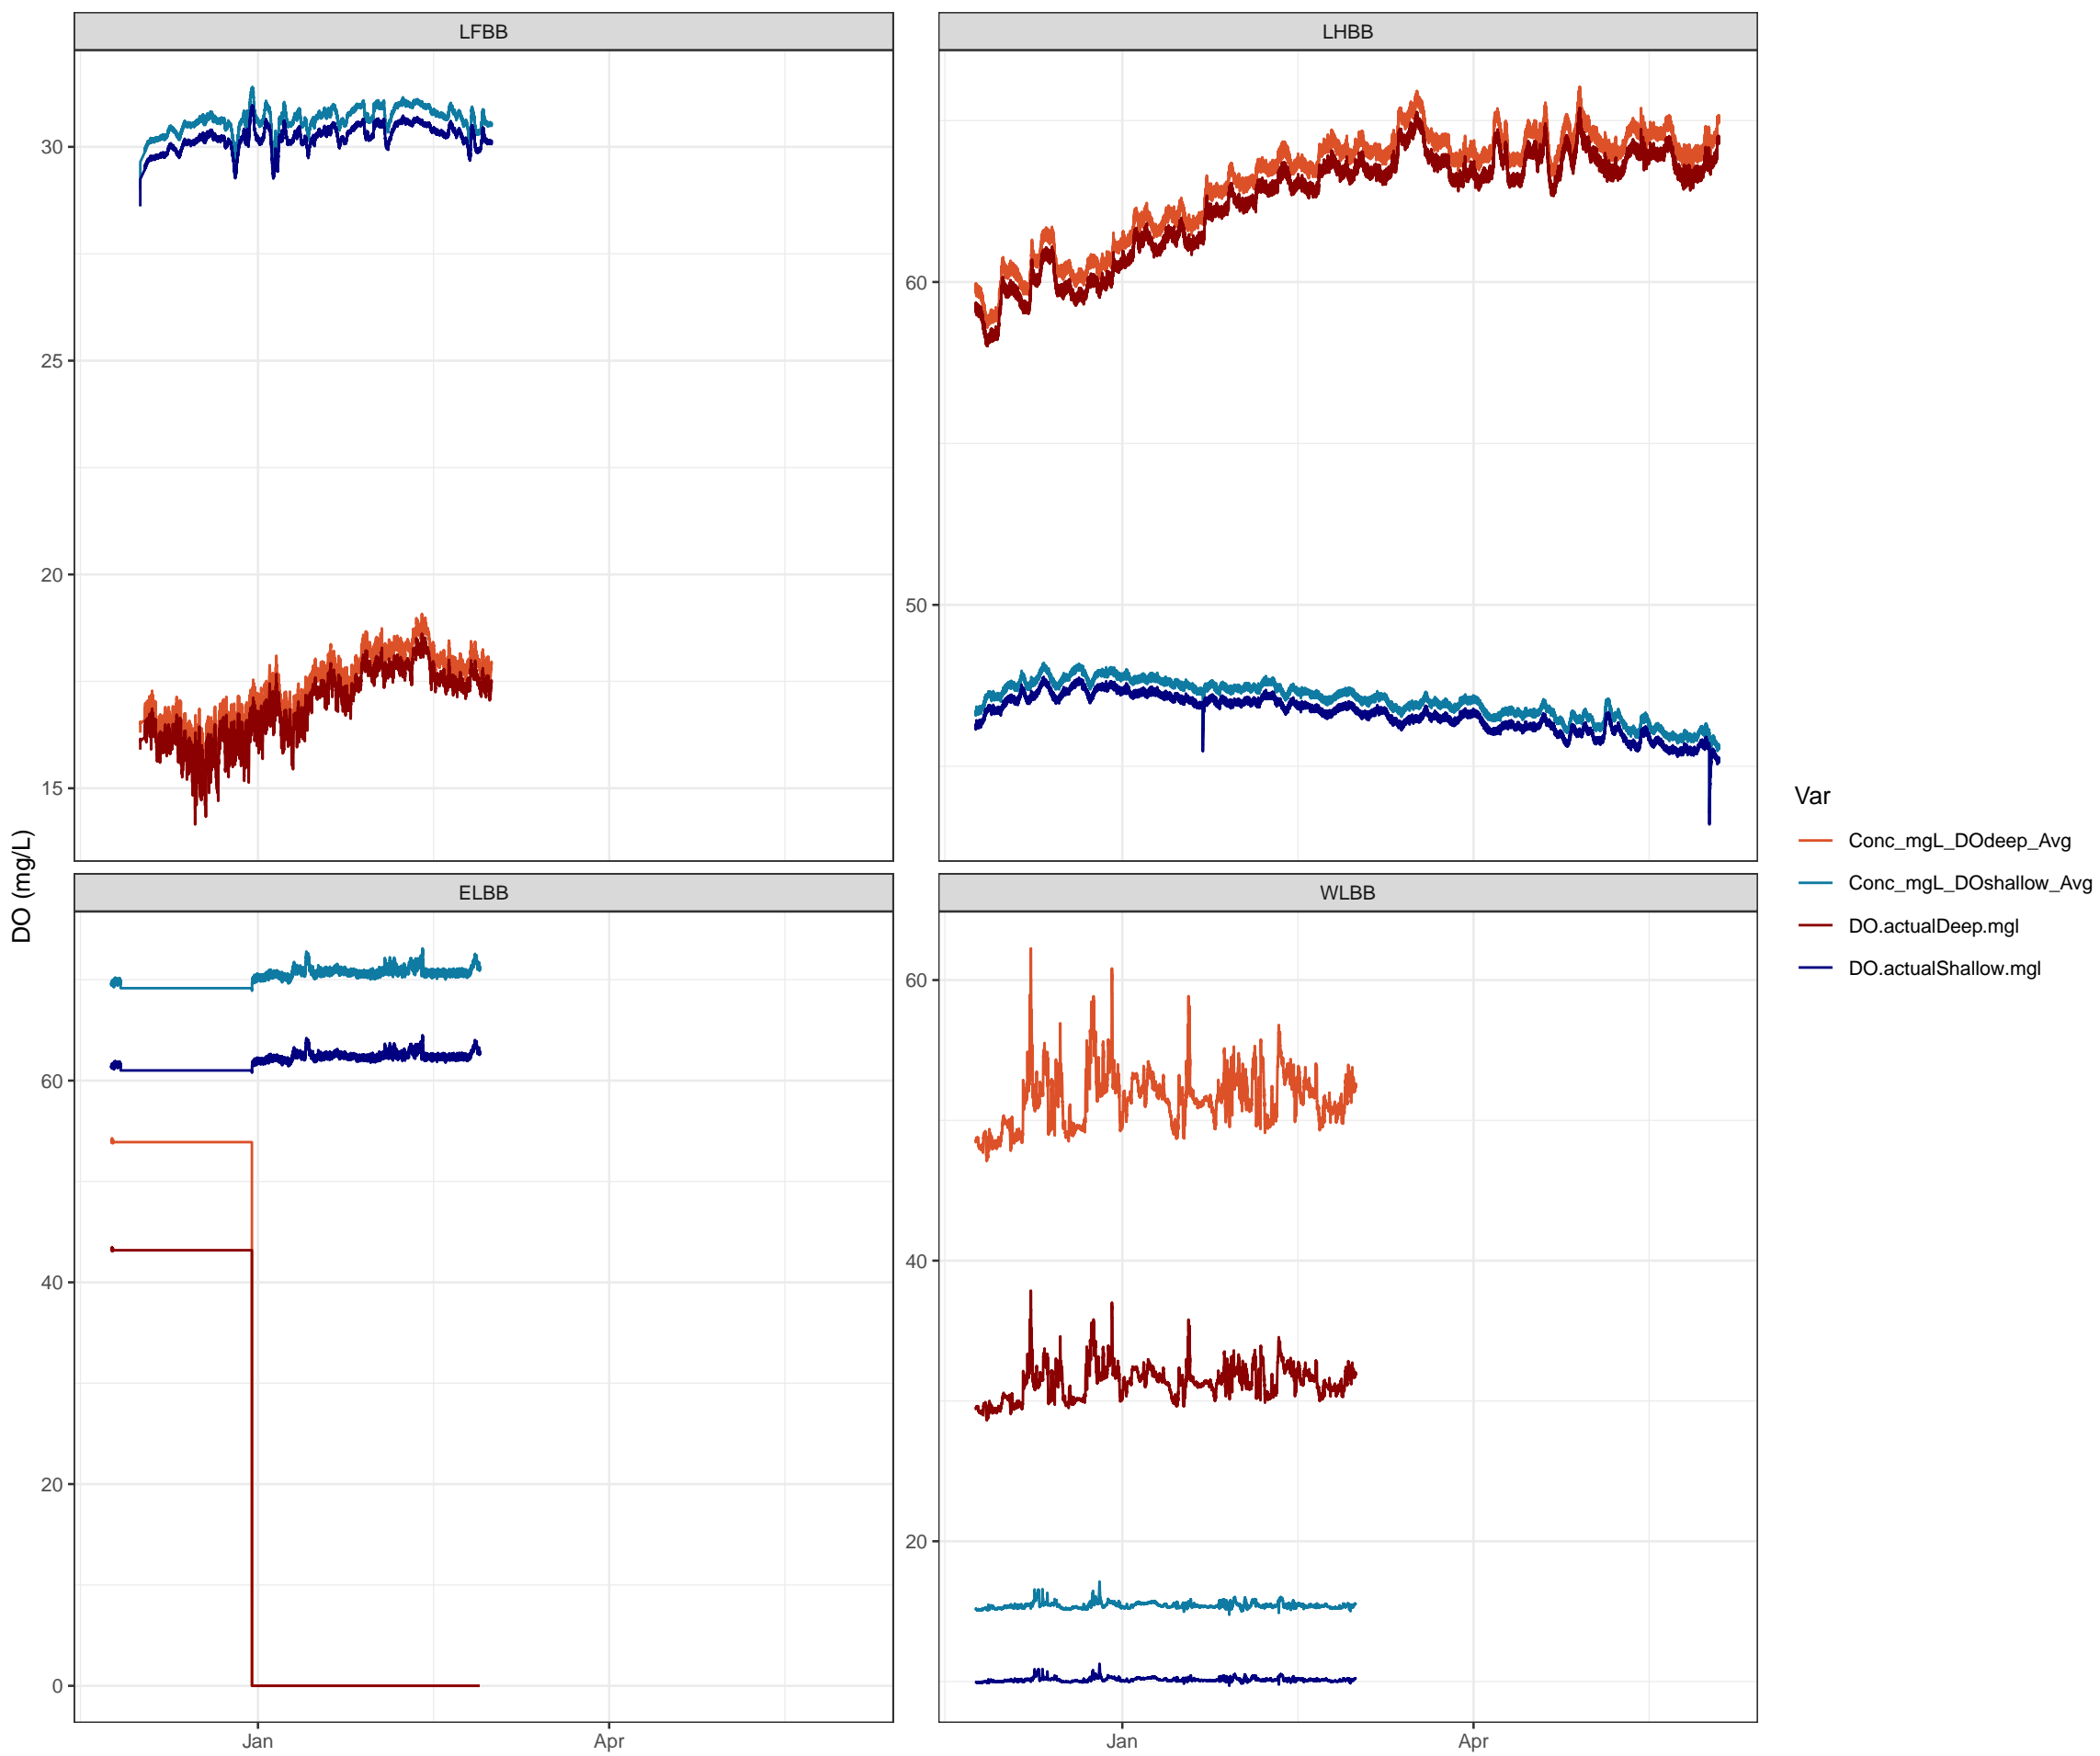 LFBB
LHBB
30
25
20
15
60
50
DO (mg/L)
ELBB
WLBB
60
40
20
0
60
40
20
Jan
Apr
Jan
Apr
Var
Conc_mgL_DOdeep_Avg
Conc_mgL_DOshallow_Avg
DO.actualDeep.mgl
DO.actualShallow.mgl